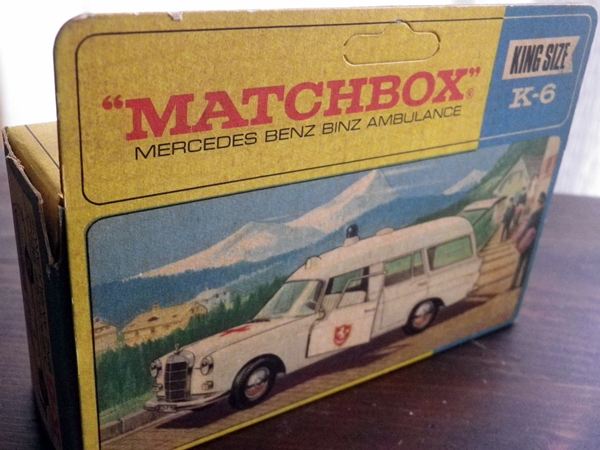 "MATCHBOX"®
MERCEDES BENZ BINZ AMBULANCE
KING SIZE
K-6